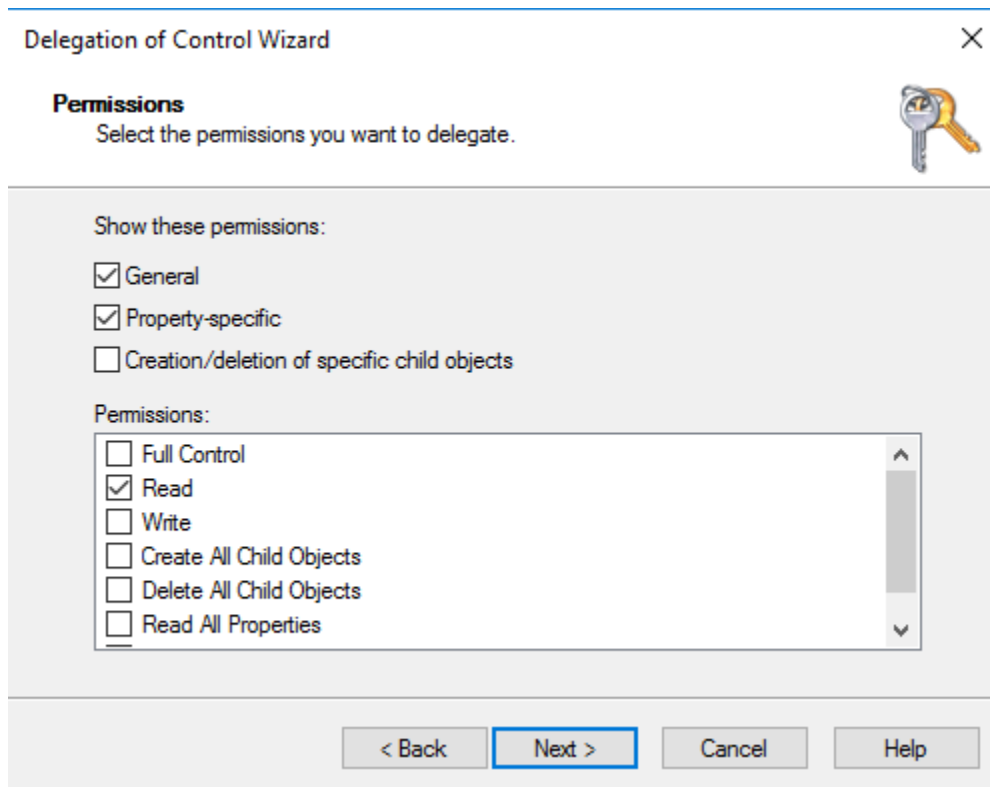 Delegation of Control Wizard
Permissions
Select the permissions you want to delegate.
Show these permissions:
General
Property-specific
Creation/deletion of specific child objects
Permissions:
Full Control
Read
Write
Create All Child Objects
Delete All Child Objects
Read All Properties
< Back Next > Cancel Help